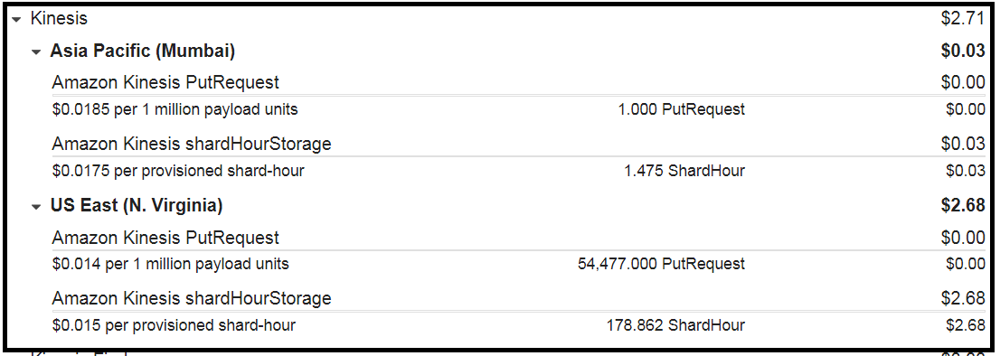 Kinesis $2.71
Asia Pacific (Mumbai) $0.03
Amazon Kinesis PutRequest $0.00
$0.0185 per 1 million payload units 1.000 PutRequest $0.00
Amazon Kinesis shardHourStorage $0.03
$0.0175 per provisioned shard-hour 1.475 ShardHour $0.03
US East (N. Virginia) $2.68
Amazon Kinesis PutRequest $0.00
$0.014 per 1 million payload units 54,477.000 PutRequest $0.00
Amazon Kinesis shardHourStorage $2.68
$0.015 per provisioned shard-hour 178.862 ShardHour $2.68